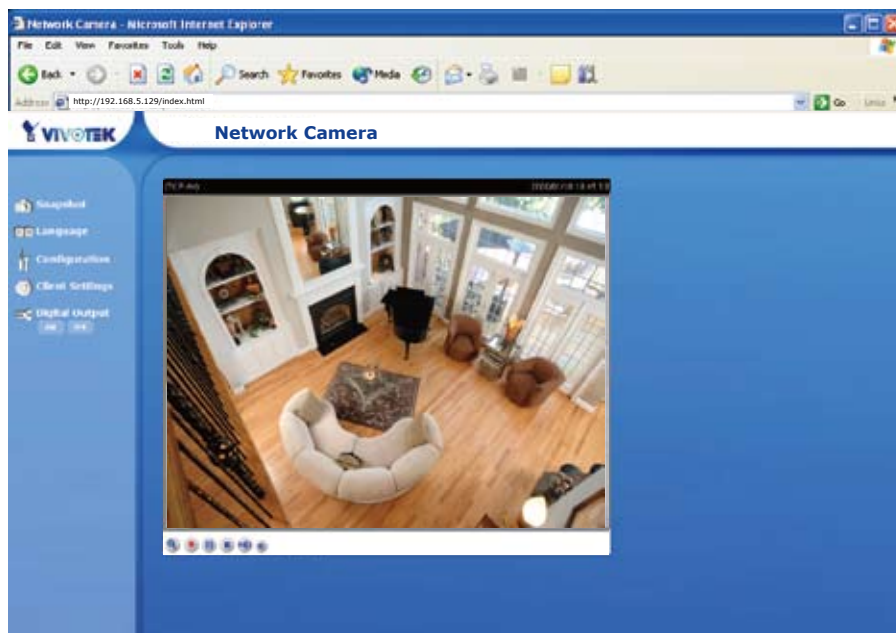 Network Camera - Microsoft Internet Explorer
File Edit View Favorites Tools Help
Back Search Favorites Media
Address http://192.168.5.129/index.html Go Links
VIVOTEK Network Camera
Snapshot
Language
Configuration
Client Settings
Digital Output